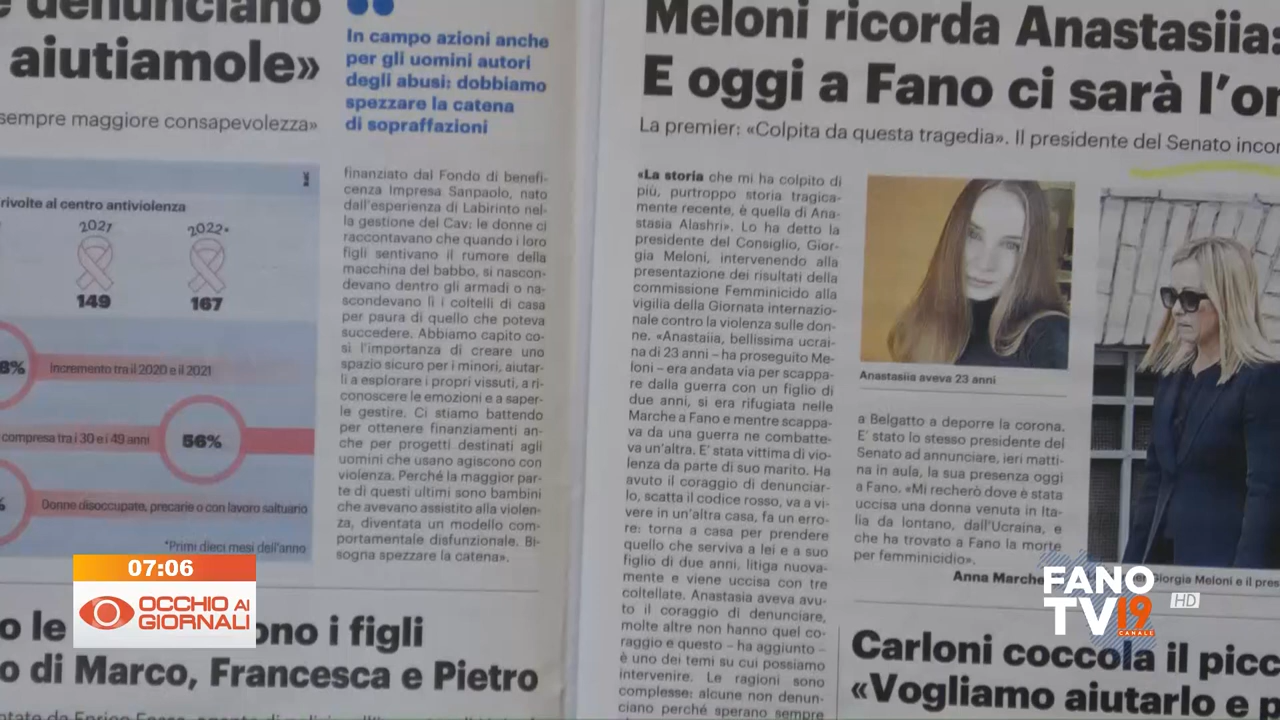 denunciano
aiutiamole»
sempre maggiore consapevolezza»
In campo azioni anche
per gli uomini autori
degli abusi: dobbiamo
spezzare la catena
di sopraffazioni
rivolte al centro antiviolenza
2021
2022*
149
167
8%
Incremento tra il 2020 e il 2021
compresa tra i 30 e i 49 anni
56%
%
Donne disoccupate, precarie o con lavoro saltuario
*Primi dieci mesi dell'anno
finanziato dal Fondo di benefi-
cenza Impresa Sanpaolo, nato
dall'esperienza di Labirinto nel-
la gestione del Cav: le donne ci
raccontavano che quando i loro
figli sentivano il rumore della
macchina del babbo, si nascon-
devano dentro gli armadi o na-
scondevano lì i coltelli di casa
per paura di quello che poteva
succedere. Abbiamo capito co-
sì l'importanza di creare uno
spazio sicuro per i minori, aiutar-
li a esplorare i propri vissuti, a ri-
conoscere le emozioni e a saper-
le gestire. Ci stiamo battendo
per ottenere finanziamenti an-
che per progetti destinati agli
uomini che usano agiscono con
violenza. Perché la maggior par-
te di questi ultimi sono bambini
che avevano assistito alla violen-
za, diventata un modello com-
portamentale disfunzionale. Bi-
sogna spezzare la catena».
o le
ono i figli
o di Marco, Francesca e Pietro
Meloni ricorda Anastasiia:
E oggi a Fano ci sarà l'o
La premier: «Colpita da questa tragedia». Il presidente del Senato incon
«La storia che mi ha colpito di
più, purtroppo storia tragica-
mente recente, è quella di Ana-
stasia Alashri». Lo ha detto la
presidente del Consiglio, Gior-
gia Meloni, intervenendo alla
presentazione dei risultati della
commissione Femminicido alla
vigilia della Giornata internazio-
nale contro la violenza sulle don-
ne. «Anastasiia, bellissima ucrai-
na di 23 anni – ha proseguito Me-
loni – era andata via per scappa-
re dalla guerra con un figlio di
due anni, si era rifugiata nelle
Marche a Fano e mentre scappa-
va da una guerra ne combatte-
va un'altra. E' stata vittima di vio-
lenza da parte di suo marito. Ha
avuto il coraggio di denunciar-
lo, scatta il codice rosso, va a vi-
vere in un'altra casa, fa un erro-
re: torna a casa per prendere
quello che serviva a lei e a suo
figlio di due anni, litiga nuova-
mente e viene uccisa con tre
coltellate. Anastasia aveva avu-
to il coraggio di denunciare,
molte altre non hanno quel co-
raggio e questo – ha aggiunto –
è uno dei temi su cui possiamo
intervenire. Le ragioni sono
complesse: alcune non denun-
ciano perché sperano sempre
Anastasiia aveva 23 anni
a Belgatto a deporre la corona.
E' stato lo stesso presidente del
Senato ad annunciare, ieri matti-
na in aula, la sua presenza oggi
a Fano. «Mi recherò dove è stata
uccisa una donna venuta in Ita-
lia da lontano, dall'Ucraina, e
che ha trovato a Fano la morte
per femminicidio».
Anna Marche
Giorgia Meloni e il pres
Carloni coccola il picc
«Vogliamo aiutarlo e p
07:06
OCCHIO AI
GIORNALI
FANO
TV19
CANALE
HD